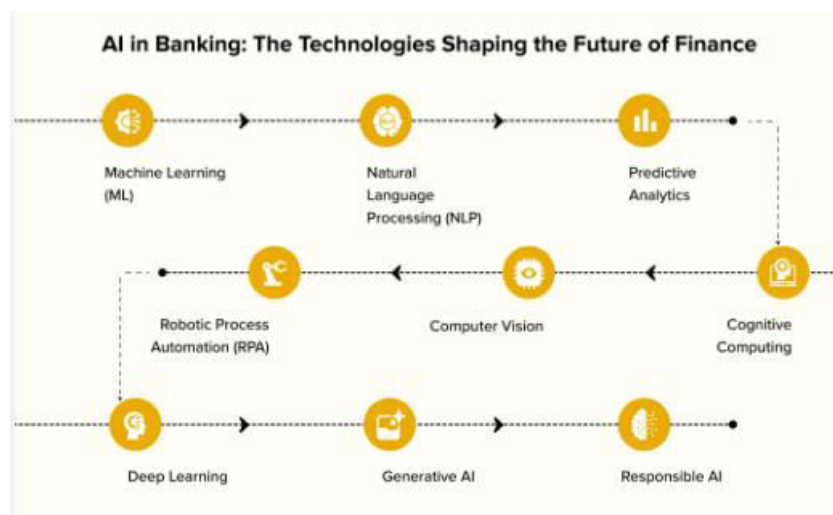 AI in Banking: The Technologies Shaping the Future of Finance
Machine Learning
(ML)
Natural
Language
Processing (NLP)
Predictive
Analytics
Cognitive
Computing
Computer Vision
Robotic Process
Automation (RPA)
Deep Learning
Generative AI
Responsible AI